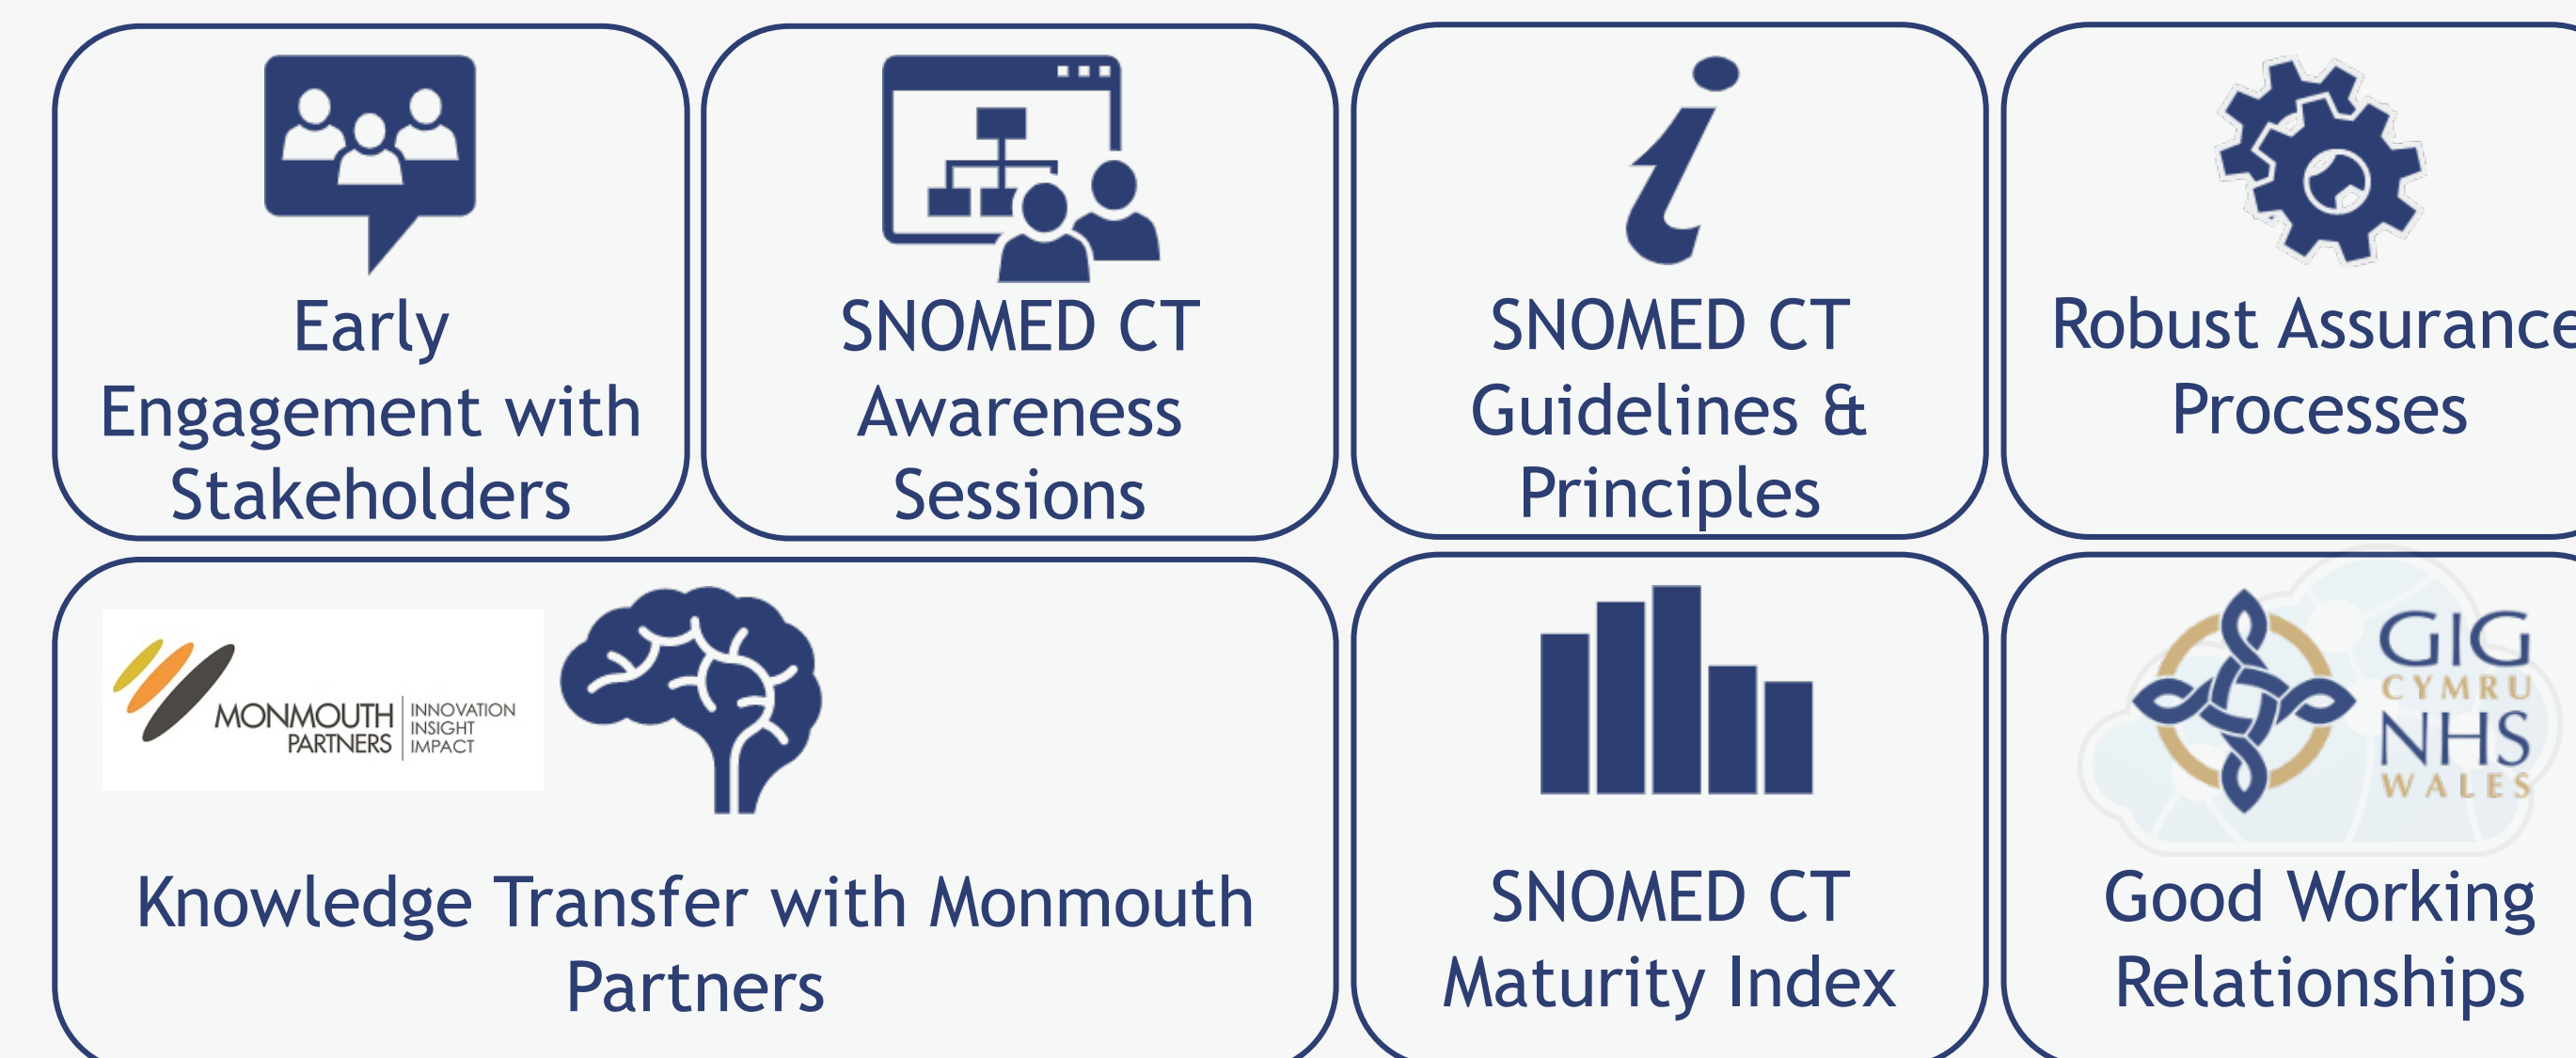 Early
Engagement with
Stakeholders
SNOMED CT
Awareness
Sessions
SNOMED CT
Guidelines &
Principles
Robust Assurance
Processes
MONMOUTH
PARTNERS
INNOVATION
INSIGHT
IMPACT
Knowledge Transfer with Monmouth
Partners
SNOMED CT
Maturity Index
GIG
CYMRU
NHS
WALES
Good Working
Relationships